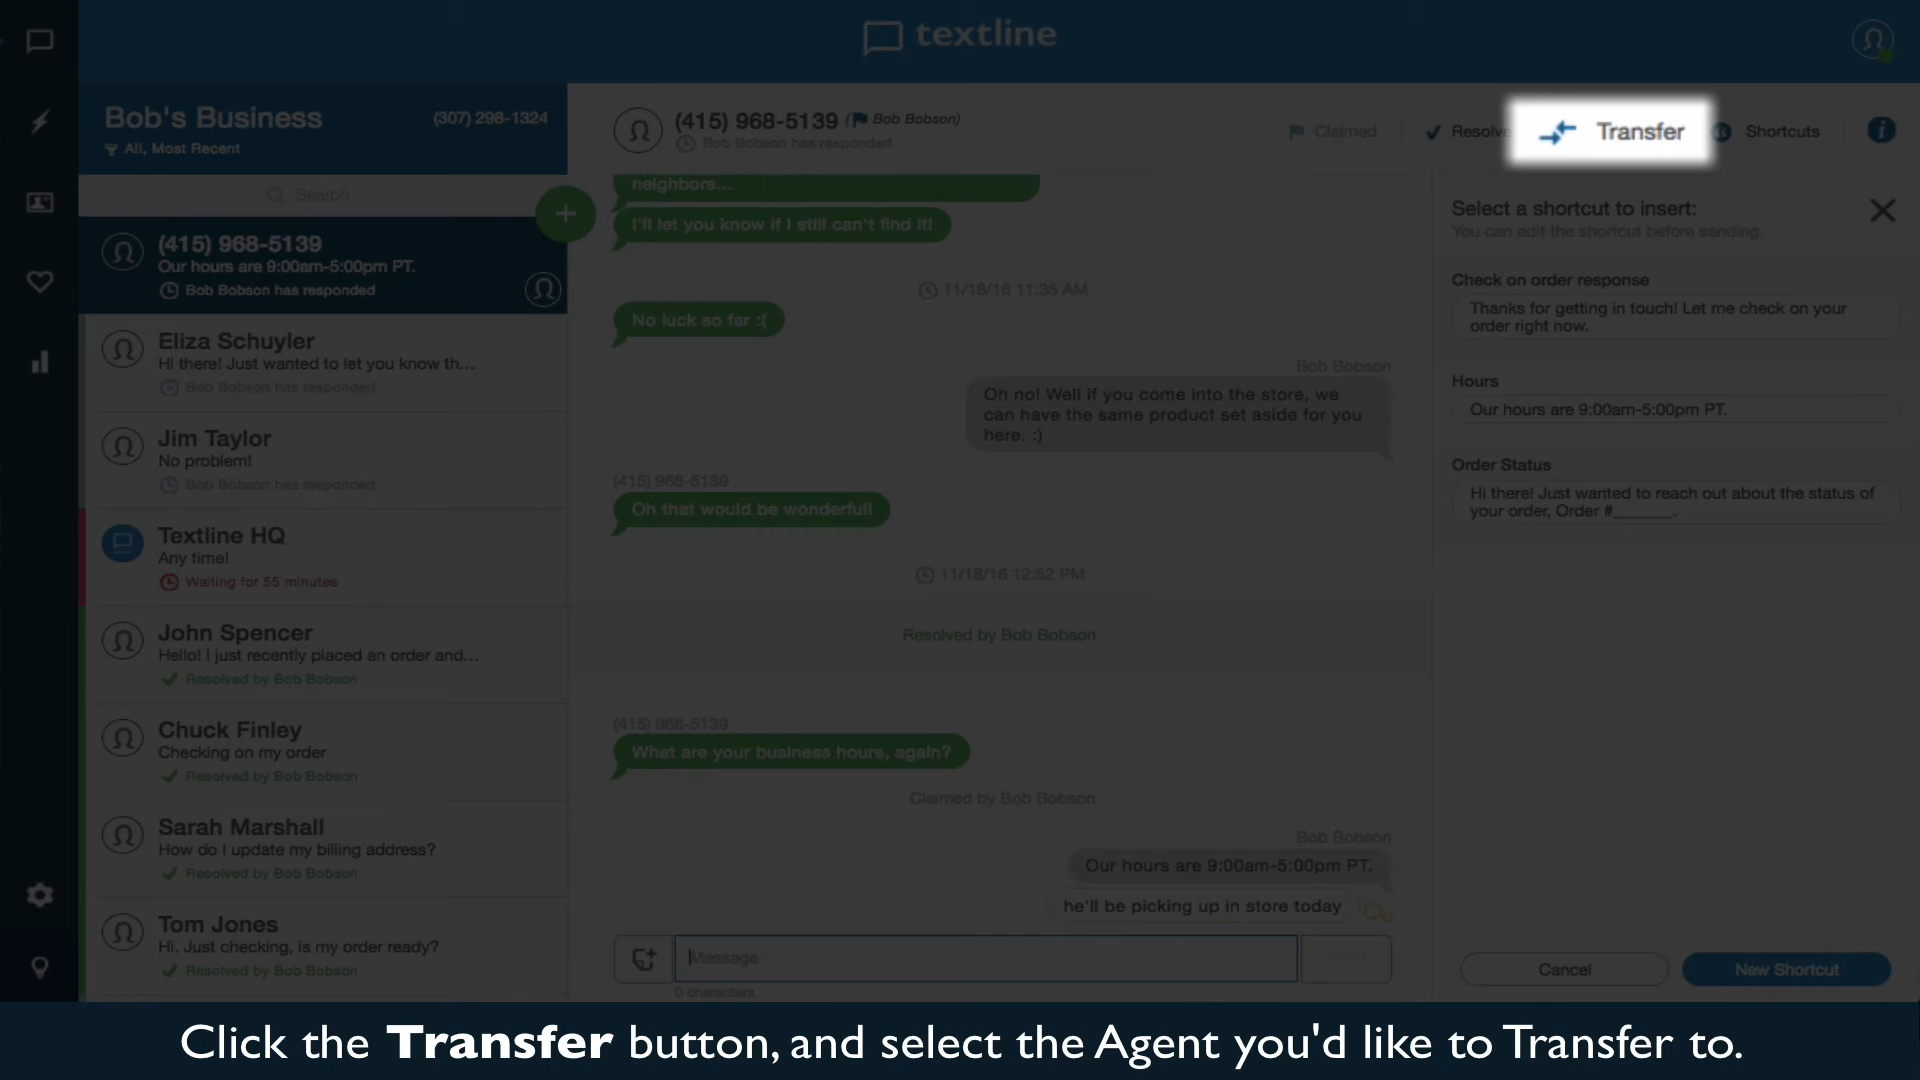 textline
Bob's Business
(307) 298-1324
All, Most Recent
Search
(415) 968-5139
Our hours are 9:00am-5:00pm PT.
Bob Bobson has responded
Eliza Schuyler
Hi there! Just wanted to let you know th...
Bob Bobson has responded
Jim Taylor
No problem!
Bob Bobson has responded
Textline HQ
Any time!
Waiting for 55 minutes
John Spencer
Hello! I just recently placed an order and...
Resolved by Bob Bobson
Chuck Finley
Checking on my order
Resolved by Bob Bobson
Sarah Marshall
How do I update my billing address?
Resolved by Bob Bobson
Tom Jones
Hi. Just checking, is my order ready?
Resolved by Bob Bobson
(415) 968-5139 (Bob Bobson)
Bob Bobson has responded
Claimed
Resolve
Transfer
Shortcuts
neighbors...
I'll let you know if I still can't find it!
11/18/16 11:35 AM
No luck so far :(
Bob Bobson
Oh no! Well if you come into the store, we
can have the same product set aside for you
here. :)
(415) 968-5139
Oh that would be wonderful!
11/18/16 12:52 PM
Resolved by Bob Bobson
(415) 968-5139
What are your business hours, again?
Claimed by Bob Bobson
Bob Bobson
Our hours are 9:00am-5:00pm PT.
he'll be picking up in store today
Message
0 characters
Select a shortcut to insert:
You can edit the shortcut before sending.
Check on order response
Thanks for getting in touch! Let me check on your
order right now.
Hours
Our hours are 9:00am-5:00pm PT.
Order Status
Hi there! Just wanted to reach out about the status of
your order, Order #_______.
Cancel
New Shortcut
Click the Transfer button, and select the Agent you'd like to Transfer to.